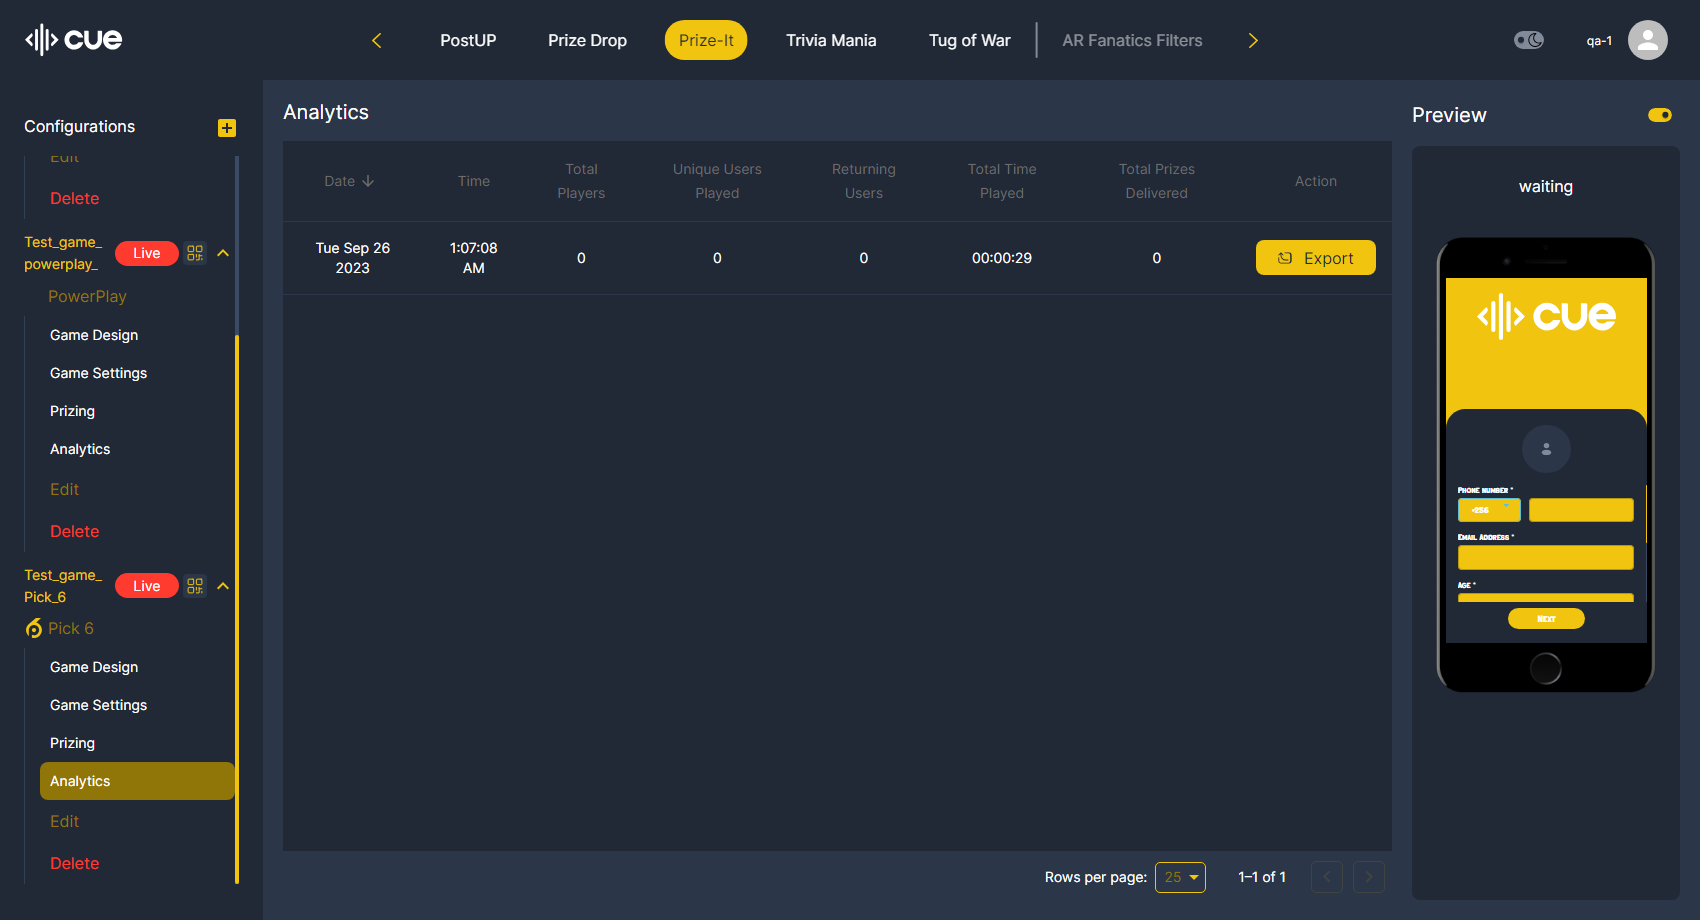 cue
PostUP
Prize Drop
Prize-It
Trivia Mania
Tug of War
AR Fanatics Filters
qa-1
Configurations
Edit
Delete
Test_game_
powerplay_
Live
PowerPlay
Game Design
Game Settings
Prizing
Analytics
Edit
Delete
Test_game_
Pick_6
Live
Pick 6
Game Design
Game Settings
Prizing
Analytics
Edit
Delete
Analytics
Date
Time
Total
Players
Unique Users
Played
Returning
Users
Total Time
Played
Total Prizes
Delivered
Action
Tue Sep 26
2023
1:07:08
AM
0
0
0
00:00:29
0
Export
Rows per page: 25
1–1 of 1
Preview
waiting
cue
Phone number *
+256
Email Address *
Age *
Next